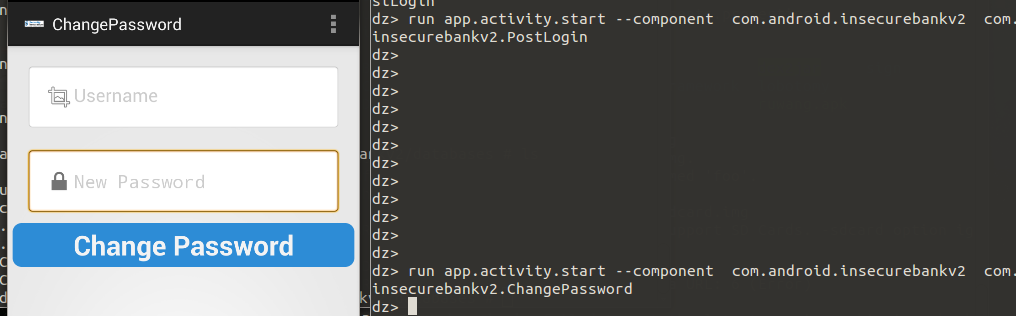 ChangePassword
Username
New Password
Change Password
stLogin
dz> run app.activity.start --component com.android.insecurebankv2 com.
insecurebankv2.PostLogin
dz>
dz>
dz>
dz>
dz>
dz>
dz>
dz>
dz>
dz>
dz>
dz>
dz> run app.activity.start --component com.android.insecurebankv2 com.
insecurebankv2.ChangePassword
dz>